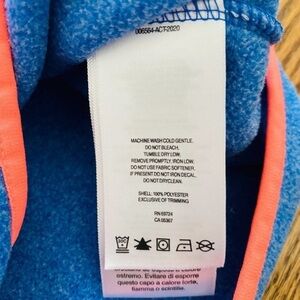 006584-ACT-2020
MACHINE WASH COLD GENTLE.
DO NOT BLEACH.
TUMBLE DRY LOW.
REMOVE PROMPTLY. IRON LOW.
DO NOT USE FABRIC SOFTENER.
IF PRESENT DO NOT IRON DECAL.
DO NOT DRYCLEAN.
SHELL: 100% POLYESTER
EXCLUSIVE OF TRIMMING
RN 69724
CA 05367
estremo. Evitare di esporre
questo capo a calore forte,
fiamma o scintille.